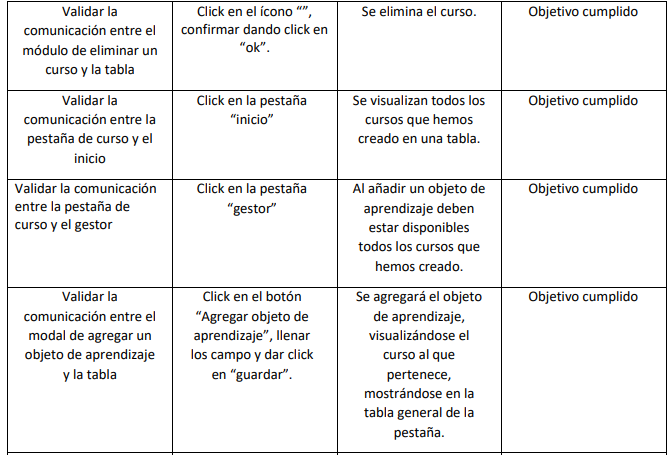 Validar la
comunicación entre el
módulo de eliminar un
curso y la tabla
Click en el ícono “”,
confirmar dando click en
“ok”.
Se elimina el curso.
Objetivo cumplido
Validar la
comunicación entre la
pestaña de curso y el
inicio
Click en la pestaña
“inicio”
Se visualizan todos los
cursos que hemos
creado en una tabla.
Objetivo cumplido
Validar la comunicación
entre la pestaña de
curso y el gestor
Click en la pestaña
“gestor”
Al añadir un objeto de
aprendizaje deben
estar disponibles
todos los cursos que
hemos creado.
Objetivo cumplido
Validar la
comunicación entre el
modal de agregar un
objeto de aprendizaje
y la tabla
Click en el botón
“Agregar objeto de
aprendizaje”, llenar
los campo y dar click
en “guardar”.
Se agregará el objeto
de aprendizaje,
visualizándose el
curso al que
pertenece,
mostrándose en la
tabla general de la
pestaña.
Objetivo cumplido